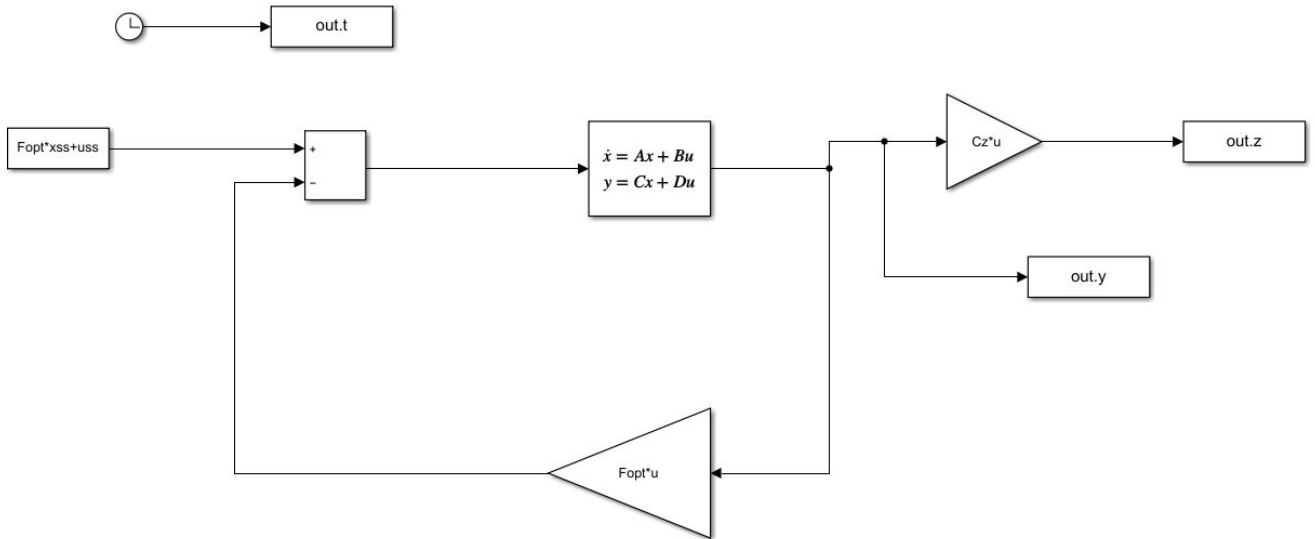 out.t
Fopt*xss+uss
+
−
ẋ = Ax + Bu
y = Cx + Du
Cz*u
out.z
out.y
Fopt*u